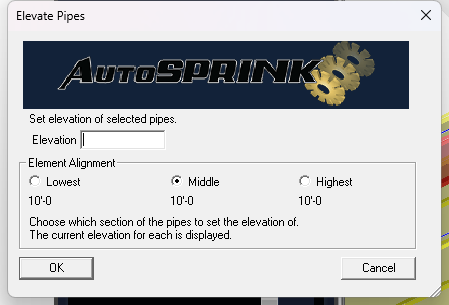 Elevate Pipes
AUTOSPRINK
Set elevation of selected pipes.
Elevation
Element Alignment
Lowest Middle Highest
10'-0 10'-0 10'-0
Choose which section of the pipes to set the elevation of.
The current elevation for each is displayed.
OK Cancel